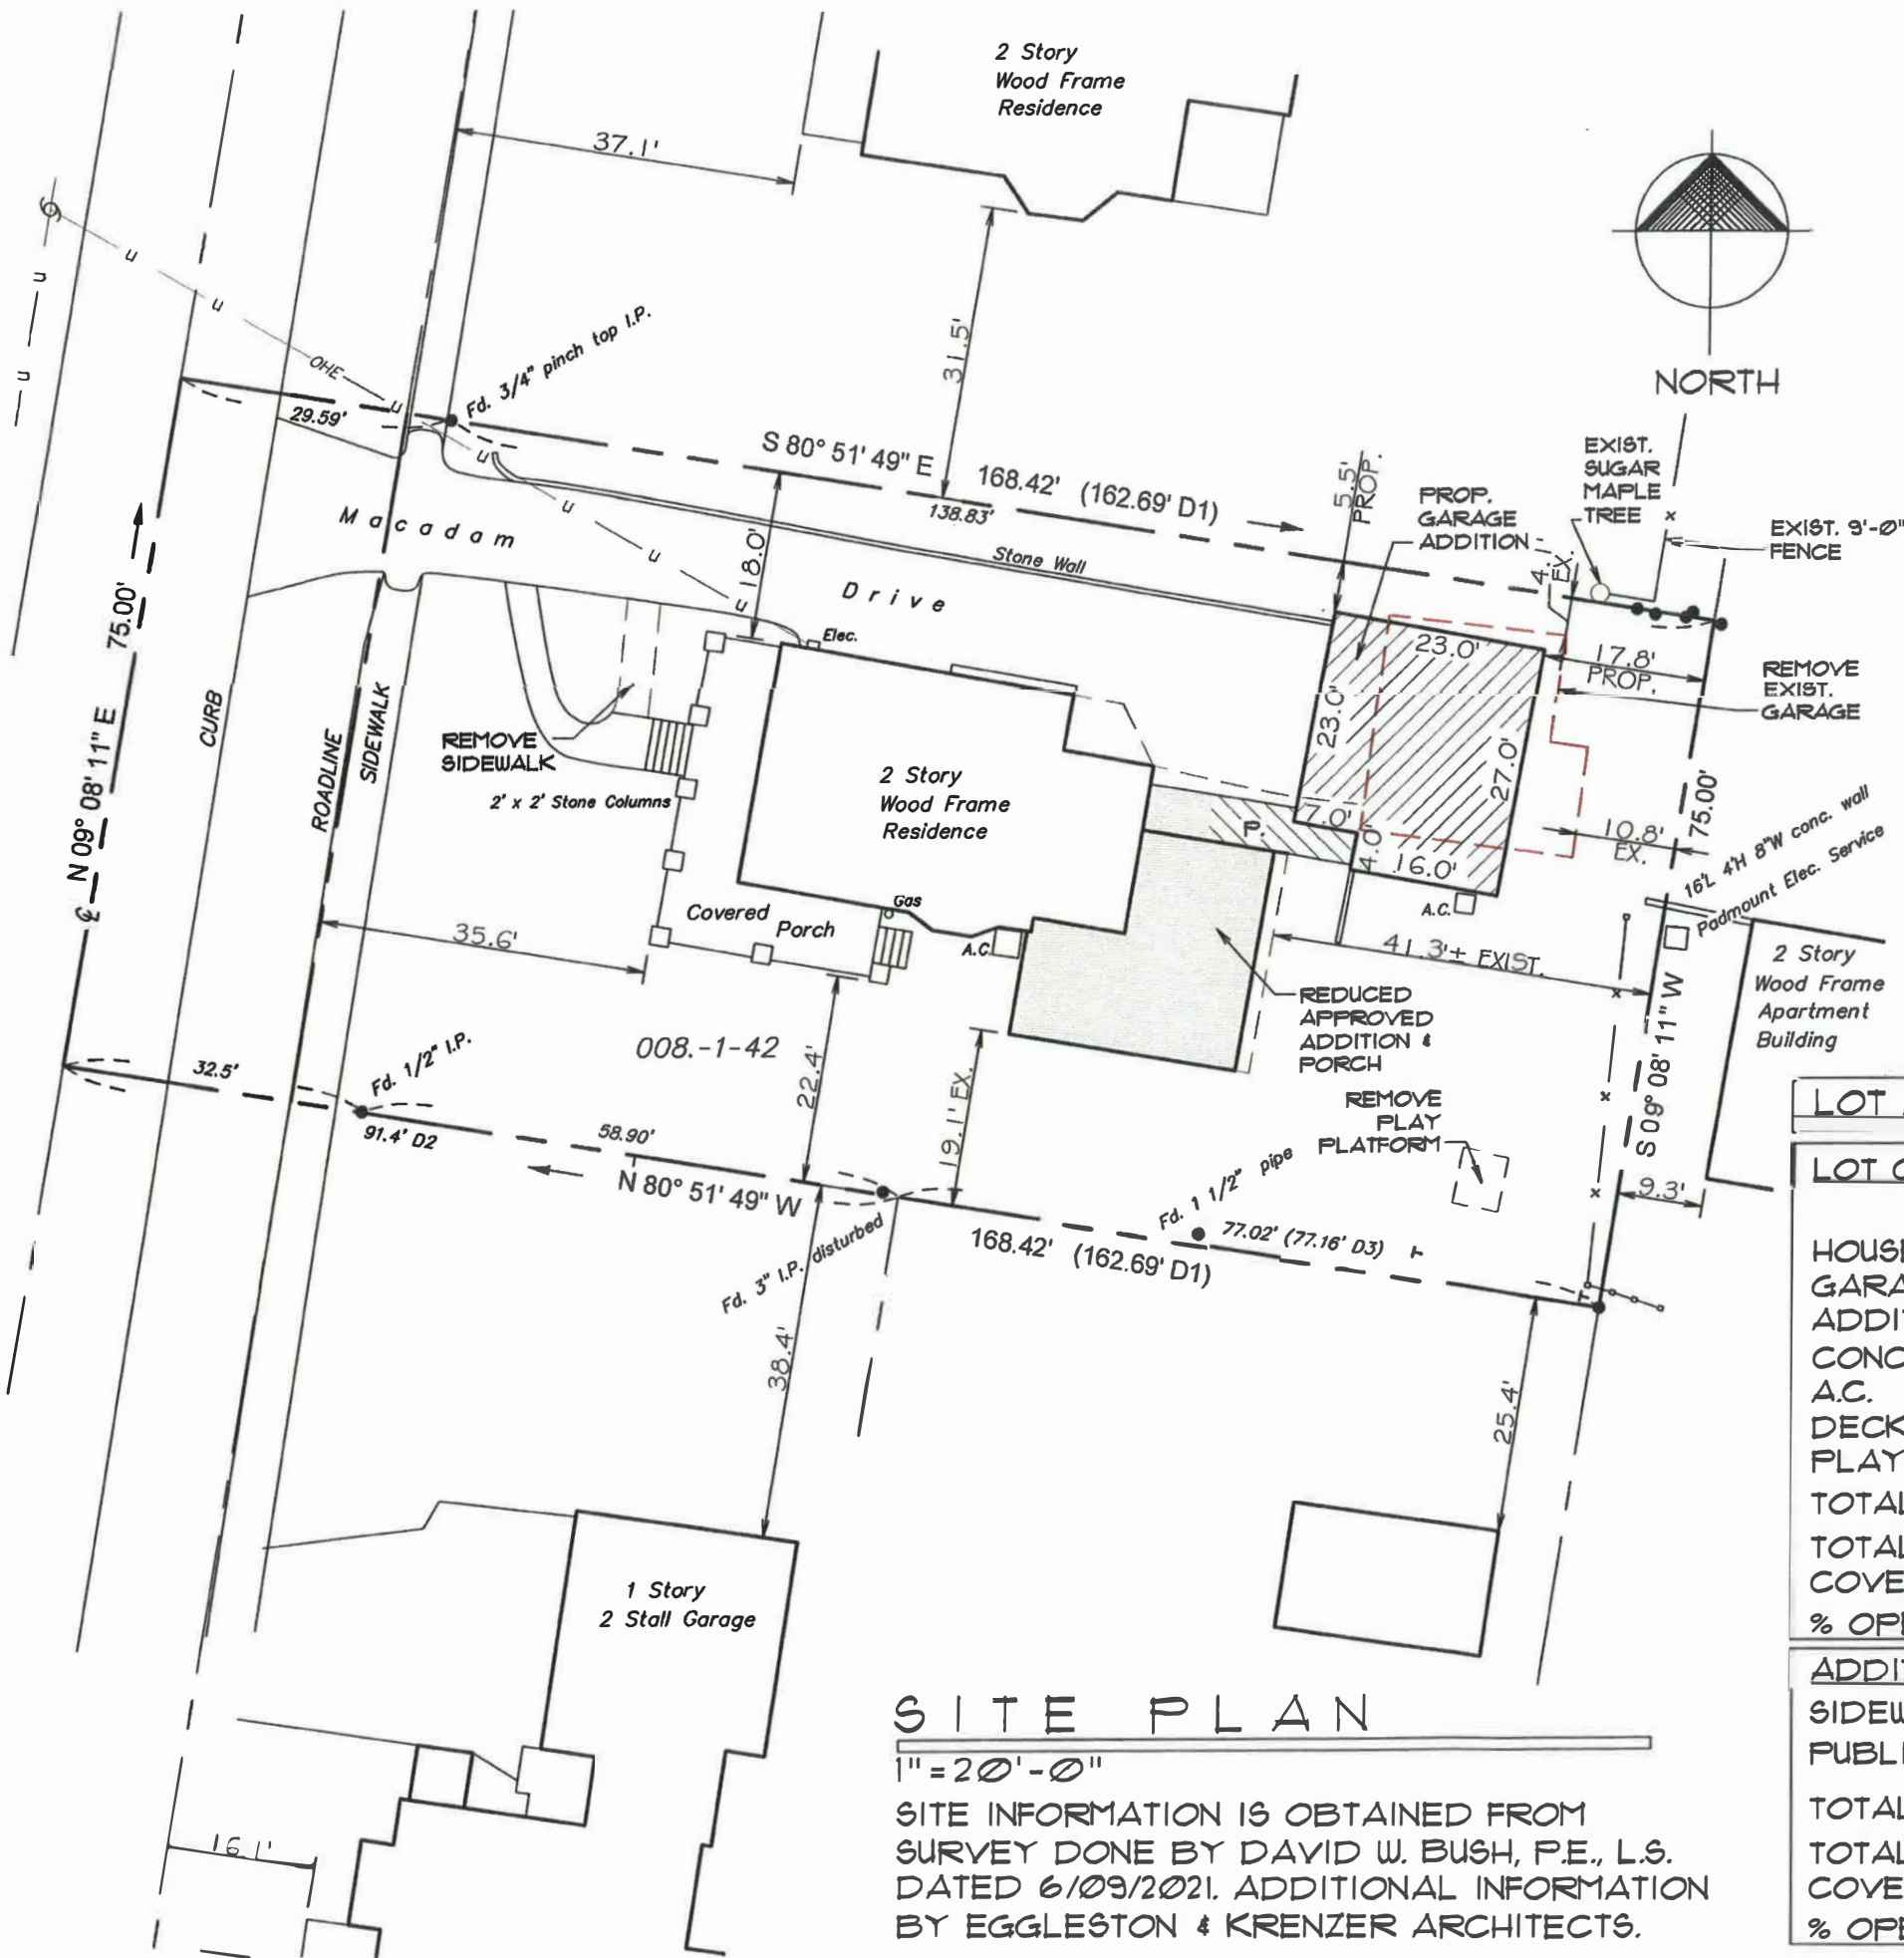 2 Story
Wood Frame
Residence
37.1'
31.5'
NORTH
u
u
u
u
OHE
u
u
29.59'
Fd. 3/4" pinch top I.P.
S 80° 51' 49" E
168.42' (162.69' D1)
138.83'
5.5'
PROP.
PROP.
GARAGE
ADDITION
EXIST.
SUGAR
MAPLE
TREE
x
EXIST. 9'-0"
FENCE
EX.
Macadam
Drive
u
u
u
18.0'
Stone Wall
Elec.
N 09° 08' 11" E 75.00'
CURB
ROADLINE
SIDEWALK
REMOVE
SIDEWALK
2' x 2' Stone Columns
2 Story
Wood Frame
Residence
23.0'
23.0'
27.0'
17.8'
PROP.
REMOVE
EXIST.
GARAGE
7.0'
P.
4.0'
16.0'
10.8'
EX.
75.00'
16'L 4'H 8"W conc. wall
Padmount Elec. Service
A.C.
Gas
Covered Porch
A.C.
35.6'
41.3'± EXIST.
2 Story
Wood Frame
Apartment
Building
REDUCED
APPROVED
ADDITION &
PORCH
S 09° 08' 11" W
x
x
x
008.-1-42
22.4'
19.1' EX.
REMOVE
PLAY
PLATFORM
32.5'
Fd. 1/2" I.P.
91.4' D2
58.90'
N 80° 51' 49" W
Fd. 3" I.P. disturbed
Fd. 1 1/2" pipe
77.02' (77.16' D3)
168.42' (162.69' D1)
9.3'
38.4'
25.4'
1 Story
2 Stall Garage
16.1'
SITE PLAN
1"=20'-0"
SITE INFORMATION IS OBTAINED FROM
SURVEY DONE BY DAVID W. BUSH, P.E., L.S.
DATED 6/09/2021. ADDITIONAL INFORMATION
BY EGGLESTON & KRENZER ARCHITECTS.
LOT
LOT
A.C.
DECK
PLAY
TOTAL
TOTAL
%
TOTAL
TOTAL
%